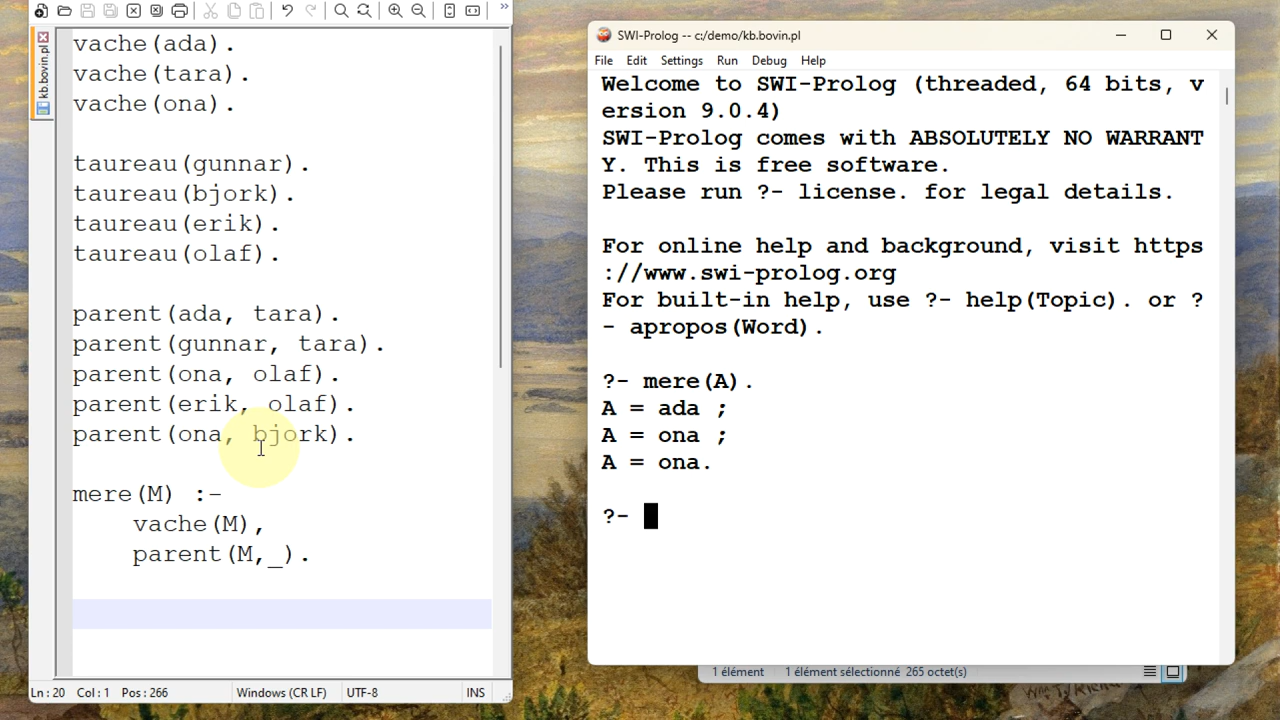 kb.bovin.pl
vache(ada).
vache(tara).
vache(ona).
taureau(gunnar).
taureau(bjork).
taureau(erik).
taureau(olaf).
parent(ada, tara).
parent(gunnar, tara).
parent(ona, olaf).
parent(erik, olaf).
parent(ona, bjork).
mere(M) :-
vache(M),
parent(M,_).
Ln : 20 Col : 1 Pos : 266 Windows (CR LF) UTF-8 INS
SWI-Prolog -- c:/demo/kb.bovin.pl
File Edit Settings Run Debug Help
Welcome to SWI-Prolog (threaded, 64 bits, v
ersion 9.0.4)
SWI-Prolog comes with ABSOLUTELY NO WARRANT
Y. This is free software.
Please run ?- license. for legal details.
For online help and background, visit https
://www.swi-prolog.org
For built-in help, use ?- help(Topic). or ?
- apropos(Word).
?- mere(A).
A = ada ;
A = ona ;
A = ona.
?-
1 élément 1 élément sélectionné 265 octet(s)